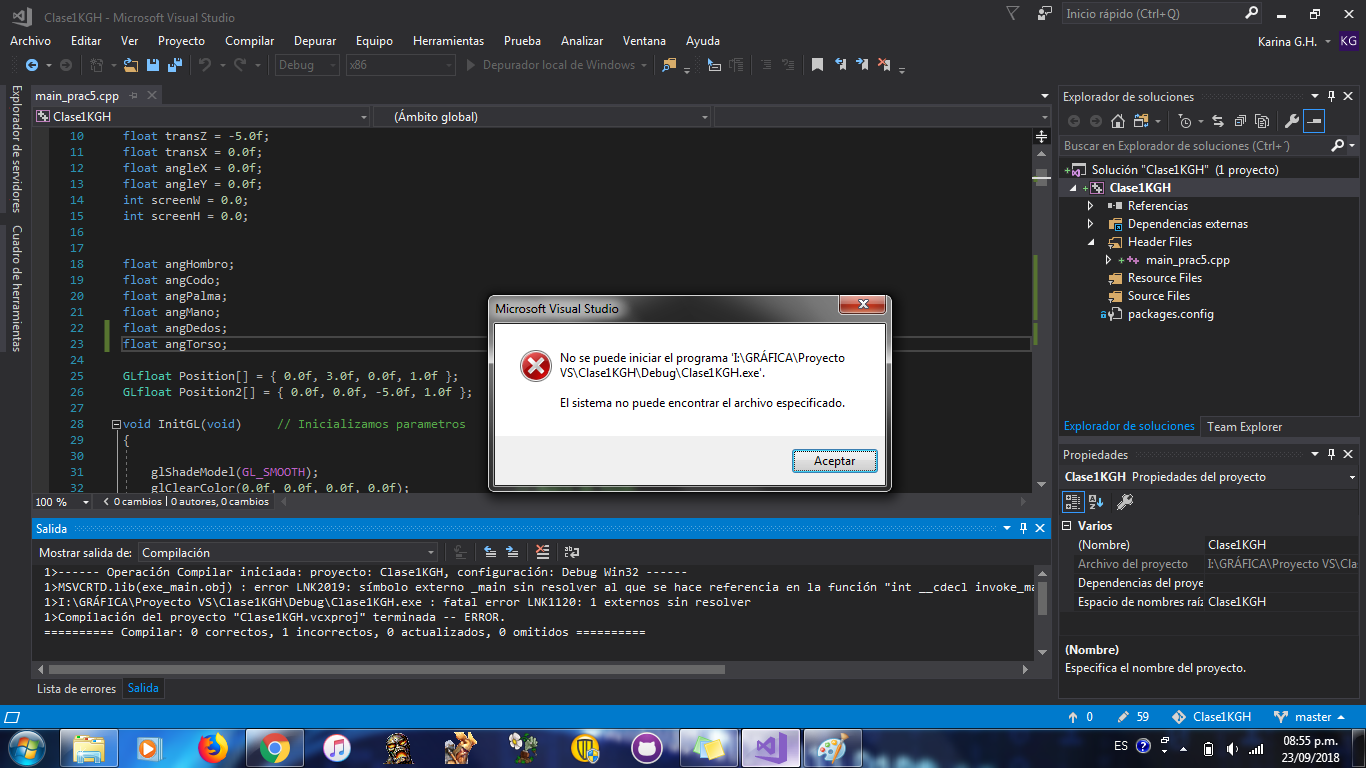 Clase1KGH - Microsoft Visual Studio
Inicio rápido (Ctrl+Q)
Archivo Editar Ver Proyecto Compilar Depurar Equipo Herramientas Prueba Analizar Ventana Ayuda
Karina G.H. KG
Debug x86 Depurador local de Windows
Explorador de servidores
Cuadro de herramientas
main_prac5.cpp
Clase1KGH (Ámbito global)
10 float transZ = -5.0f;
11 float transX = 0.0f;
12 float angleX = 0.0f;
13 float angleY = 0.0f;
14 int screenW = 0.0;
15 int screenH = 0.0;
16
17
18 float angHombro;
19 float angCodo;
20 float angPalma;
21 float angMano;
22 float angDedos;
23 float angTorso;
24
25 GLfloat Position[] = { 0.0f, 3.0f, 0.0f, 1.0f };
26 GLfloat Position2[] = { 0.0f, 0.0f, -5.0f, 1.0f };
27
28 void InitGL(void) // Inicializamos parametros
29 {
30
31 glShadeModel(GL_SMOOTH);
32 glClearColor(0.0f, 0.0f, 0.0f, 0.0f);
100 % 0 cambios | 0 autores, 0 cambios
Microsoft Visual Studio
No se puede iniciar el programa 'I:\GRÁFICA\Proyecto
VS\Clase1KGH\Debug\Clase1KGH.exe'.
El sistema no puede encontrar el archivo especificado.
Aceptar
Salida
Mostrar salida de: Compilación
1>------ Operación Compilar iniciada: proyecto: Clase1KGH, configuración: Debug Win32 ------
1>MSVCRTD.lib(exe_main.obj) : error LNK2019: símbolo externo _main sin resolver al que se hace referencia en la función "int __cdecl invoke_ma
1>I:\GRÁFICA\Proyecto VS\Clase1KGH\Debug\Clase1KGH.exe : fatal error LNK1120: 1 externos sin resolver
1>Compilación del proyecto "Clase1KGH.vcxproj" terminada -- ERROR.
========== Compilar: 0 correctos, 1 incorrectos, 0 actualizados, 0 omitidos ==========
Lista de errores Salida
Explorador de soluciones
Buscar en Explorador de soluciones (Ctrl+´)
Solución "Clase1KGH" (1 proyecto)
Clase1KGH
Referencias
Dependencias externas
Header Files
main_prac5.cpp
Resource Files
Source Files
packages.config
Explorador de soluciones Team Explorer
Propiedades
Clase1KGH Propiedades del proyecto
Varios
(Nombre) Clase1KGH
Archivo del proyecto I:\GRÁFICA\Proyecto VS\Cla
Dependencias del proye
Espacio de nombres raíz Clase1KGH
(Nombre)
Especifica el nombre del proyecto.
0 59 Clase1KGH master
ES 08:55 p.m.
23/09/2018